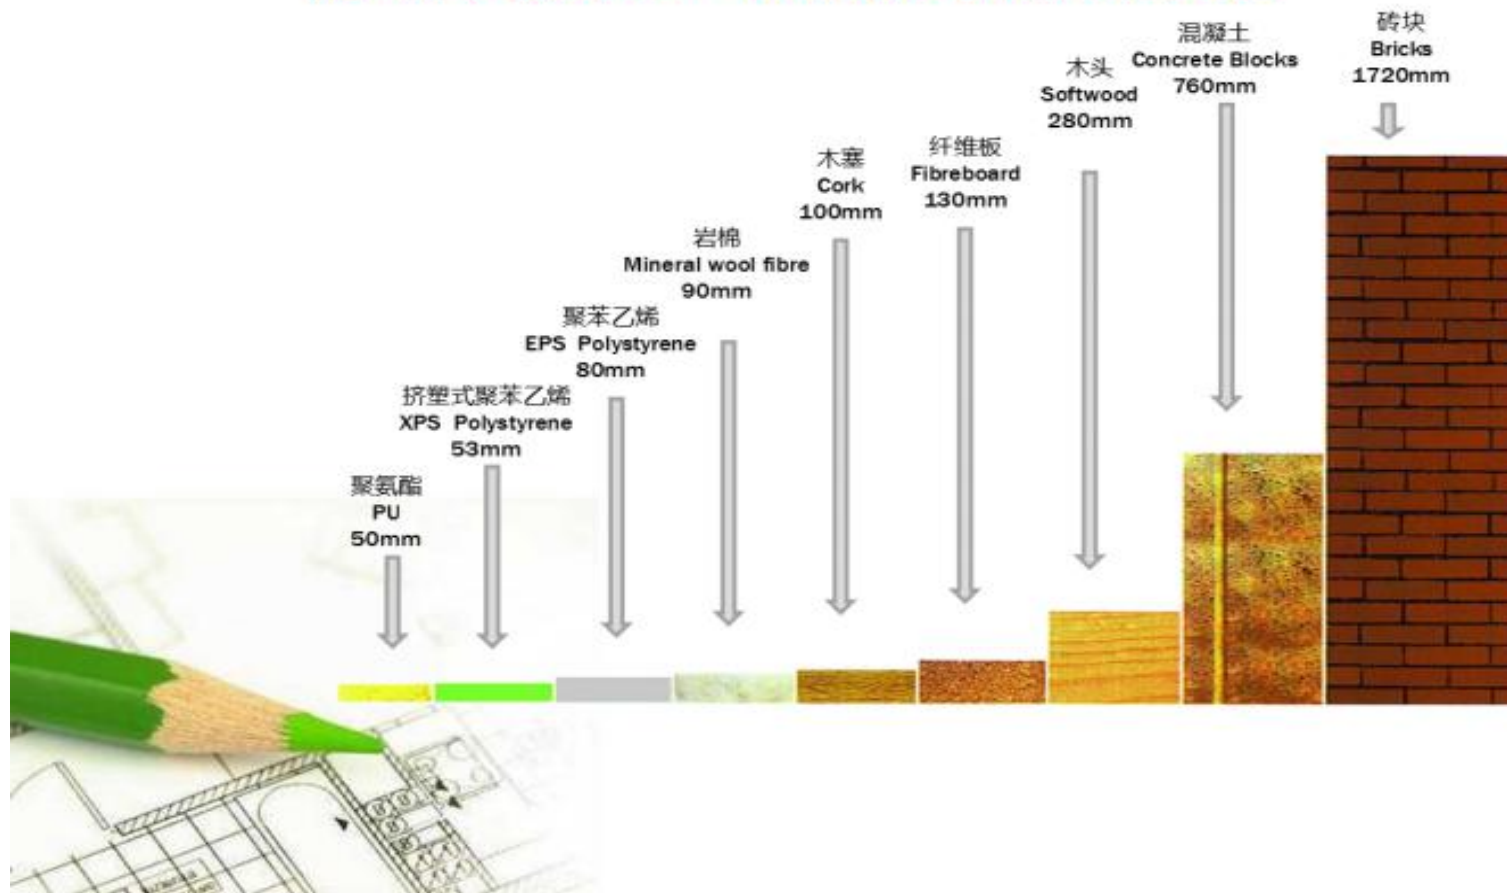 砖块
Bricks
1720mm
混凝土
Concrete Blocks
760mm
木头
Softwood
280mm
纤维板
Fibreboard
130mm
木塞
Cork
100mm
岩棉
Mineral wool fibre
90mm
聚苯乙烯
EPS Polystyrene
80mm
挤塑式聚苯乙烯
XPS Polystyrene
53mm
聚氨酯
PU
50mm